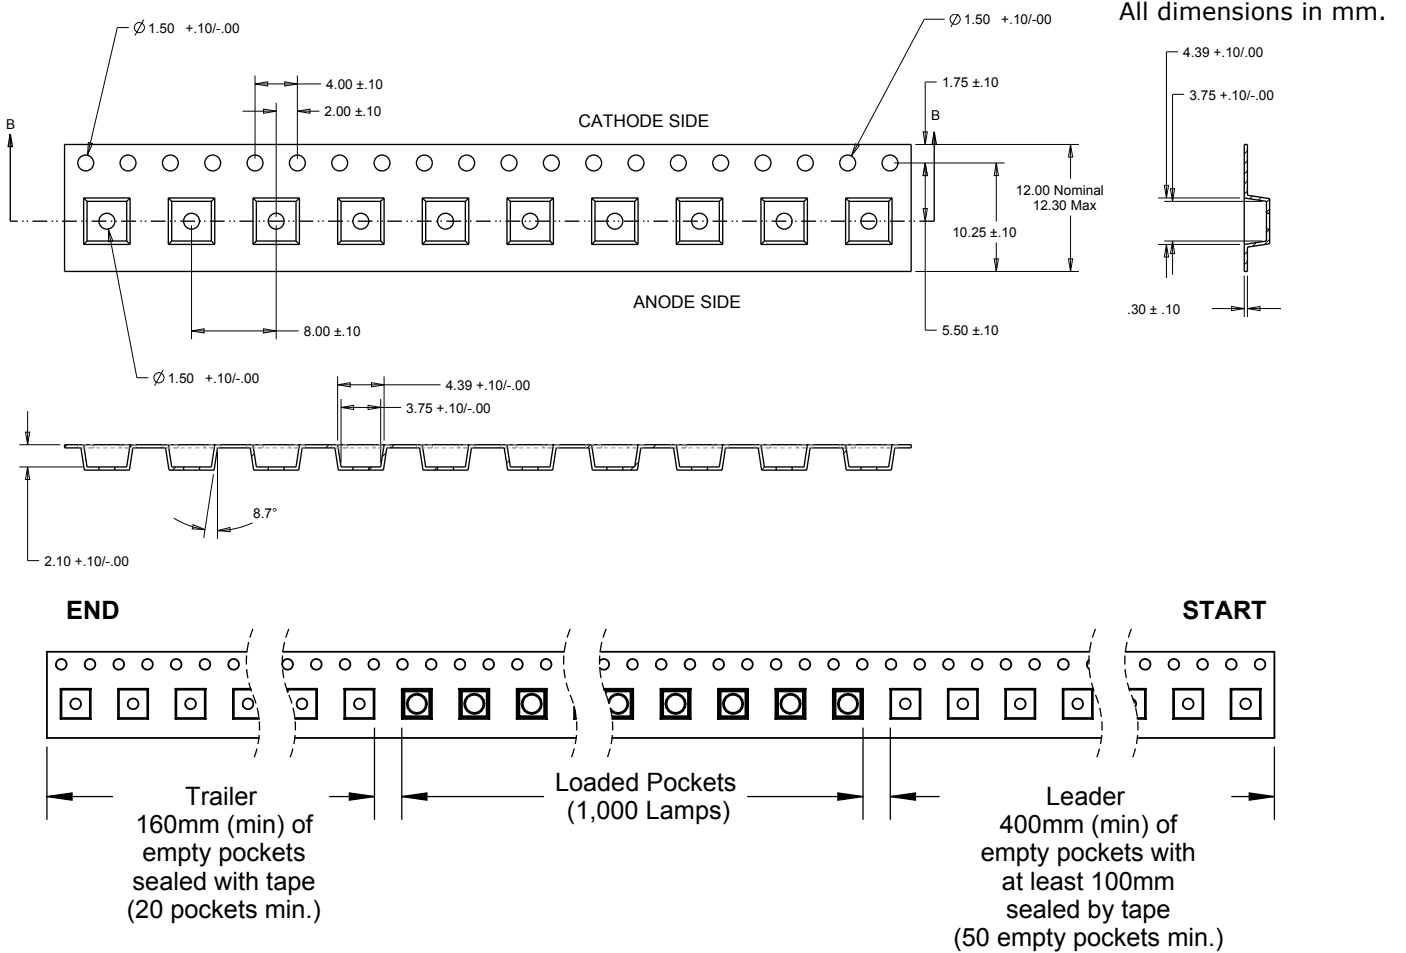 All dimensions in mm.
Ø 1.50 +.10/-.00
Ø 1.50 +.10/-00
4.39 +.10/.00
4.00 ±.10
1.75 ±.10
3.75 +.10/-.00
2.00 ±.10
B
CATHODE SIDE
B
12.00 Nominal
12.30 Max
10.25 ±.10
ANODE SIDE
.30 ± .10
8.00 ±.10
5.50 ±.10
Ø 1.50 +.10/-.00
4.39 +.10/-.00
3.75 +.10/-.00
8.7°
2.10 +.10/-.00
END
START
Trailer
160mm (min) of
empty pockets
sealed with tape
(20 pockets min.)
Loaded Pockets
(1,000 Lamps)
Leader
400mm (min) of
empty pockets with
at least 100mm
sealed by tape
(50 empty pockets min.)